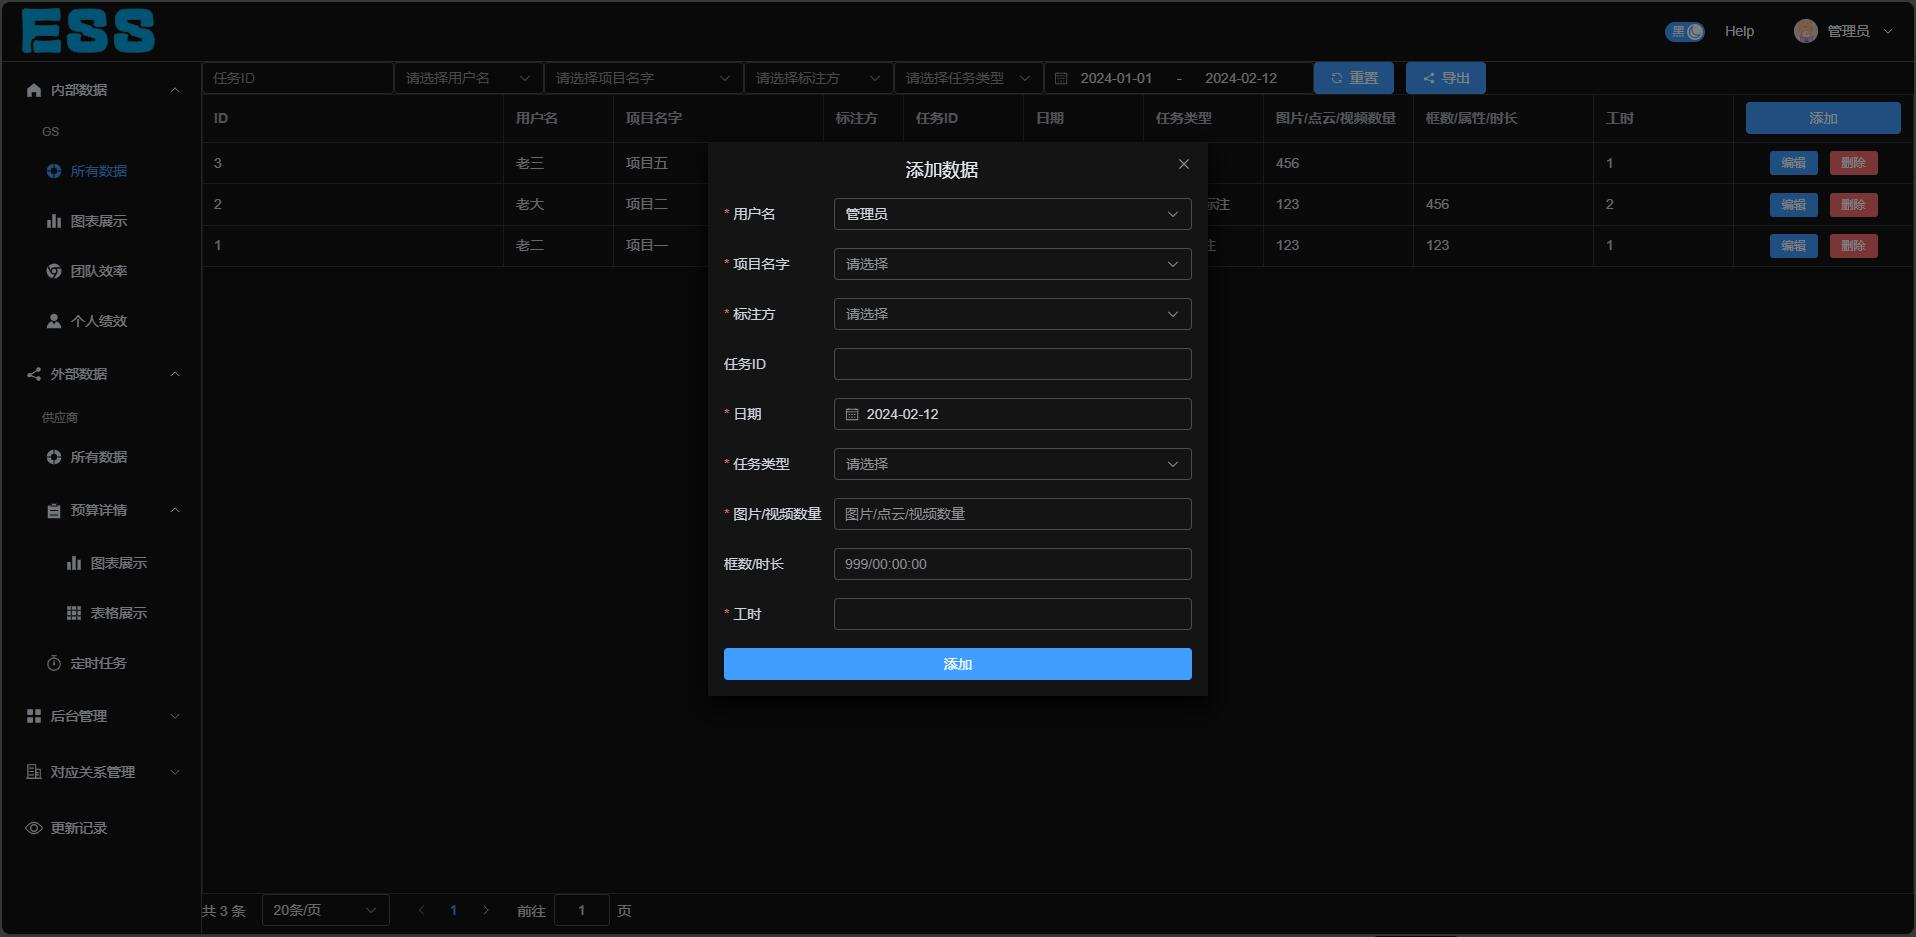 ESS
黑
Help
管理员
内部数据
GS
所有数据
图表展示
团队效率
个人绩效
外部数据
供应商
所有数据
预算详情
图表展示
表格展示
定时任务
后台管理
对应关系管理
更新记录
任务ID 请选择用户名 请选择项目名字 请选择标注方 请选择任务类型 2024-01-01 - 2024-02-12 重置 导出
ID 用户名 项目名字 标注方 任务ID 日期 任务类型 图片/点云/视频数量 框数/属性/时长 工时 添加
3 老三 项目五 456 1 编辑 删除
2 老大 项目二 标注 123 456 2 编辑 删除
1 老二 项目一 注 123 123 1 编辑 删除
添加数据
* 用户名 管理员
* 项目名字 请选择
* 标注方 请选择
任务ID
* 日期 2024-02-12
* 任务类型 请选择
* 图片/视频数量 图片/点云/视频数量
框数/时长 999/00:00:00
* 工时
添加
共 3 条 20条/页 1 前往 1 页